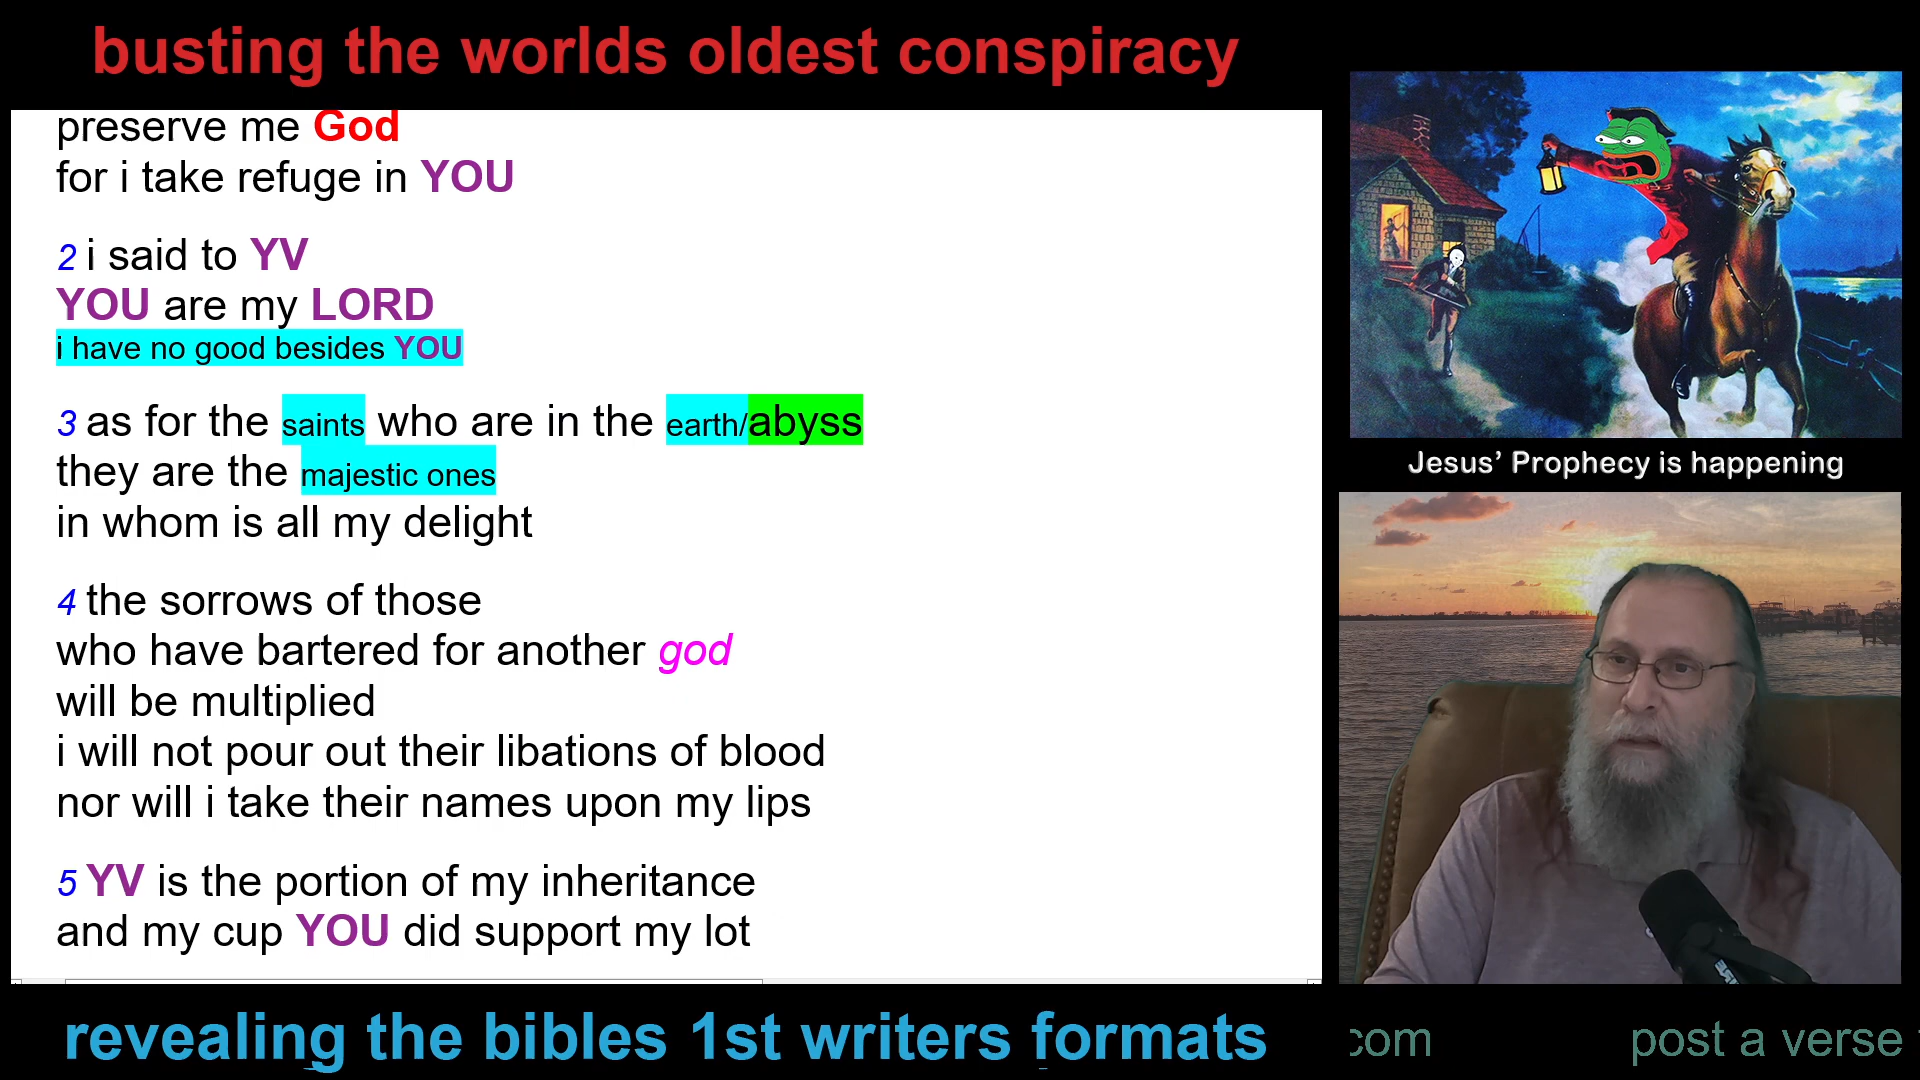 busting the worlds oldest conspiracy
preserve me God
for i take refuge in YOU
2 i said to YV
YOU are my LORD
i have no good besides YOU
3 as for the saints who are in the earth/abyss
they are the majestic ones
in whom is all my delight
4 the sorrows of those
who have bartered for another god
will be multiplied
i will not pour out their libations of blood
nor will i take their names upon my lips
5 YV is the portion of my inheritance
and my cup YOU did support my lot
Jesus’ Prophecy is happening
revealing the bibles 1st writers formats
com post a verse